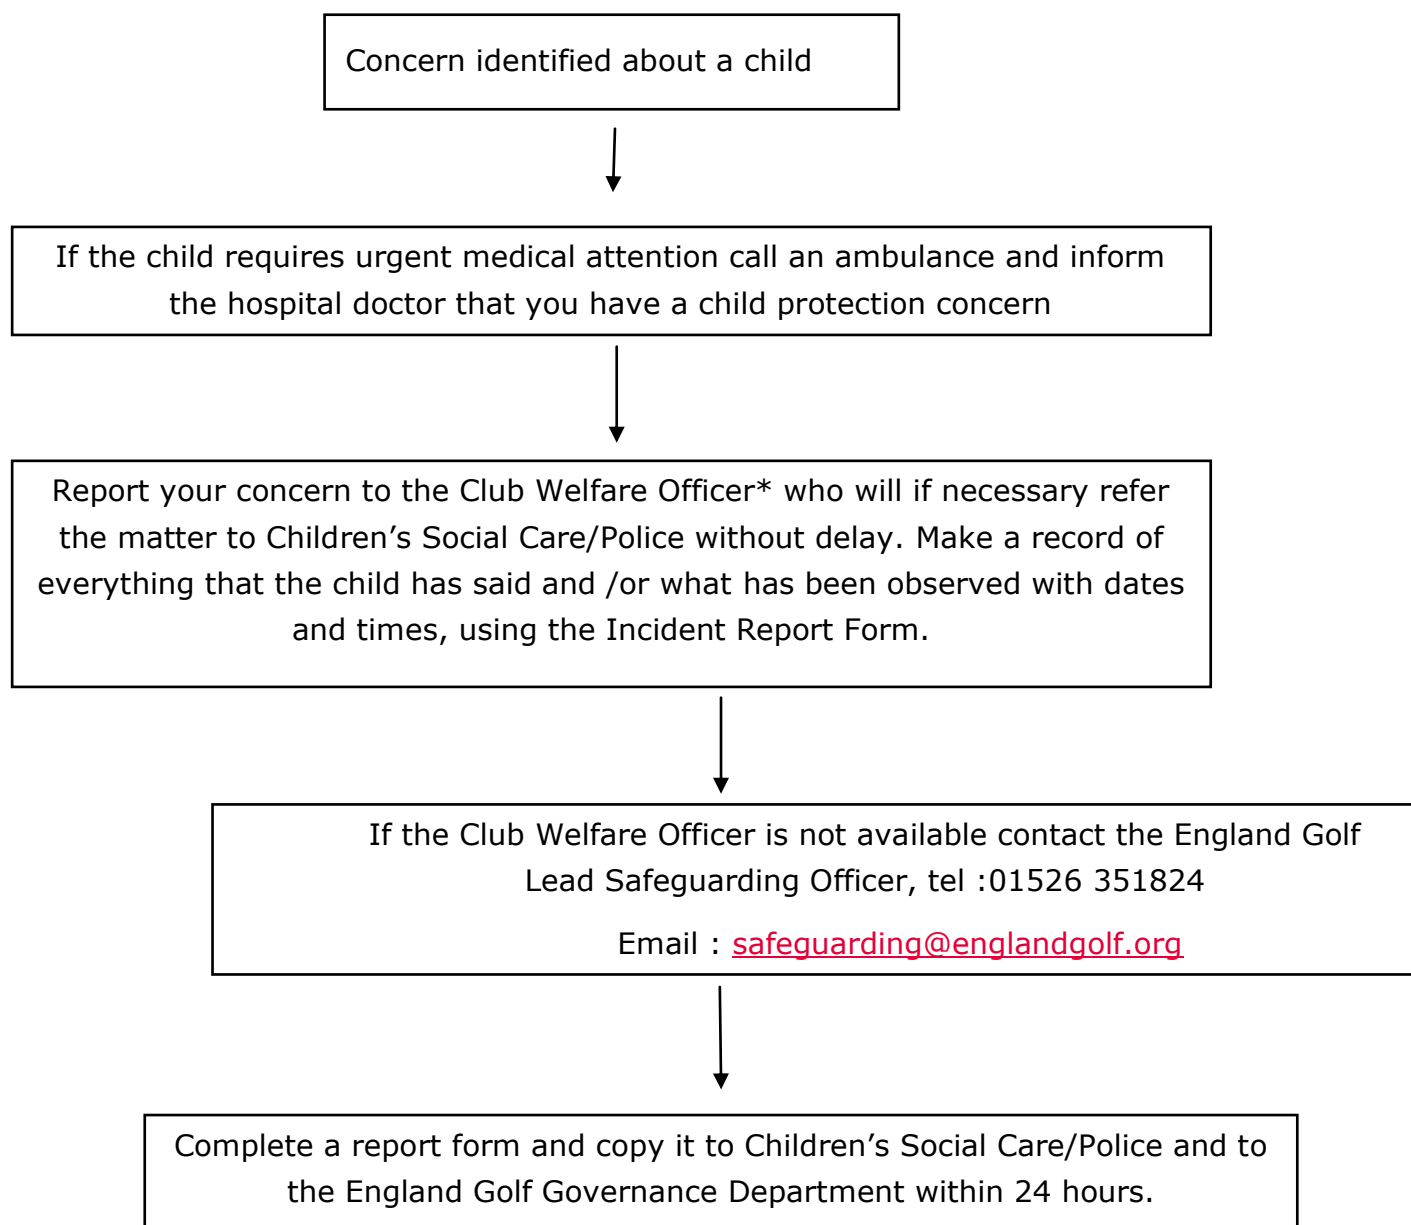 Concern identified about a child
If the child requires urgent medical attention call an ambulance and inform
the hospital doctor that you have a child protection concern
Report your concern to the Club Welfare Officer* who will if necessary refer
the matter to Children’s Social Care/Police without delay. Make a record of
everything that the child has said and /or what has been observed with dates
and times, using the Incident Report Form.
If the Club Welfare Officer is not available contact the England Golf
Lead Safeguarding Officer, tel :01526 351824
Email : safeguarding@englandgolf.org
Complete a report form and copy it to Children’s Social Care/Police and to
the England Golf Governance Department within 24 hours.